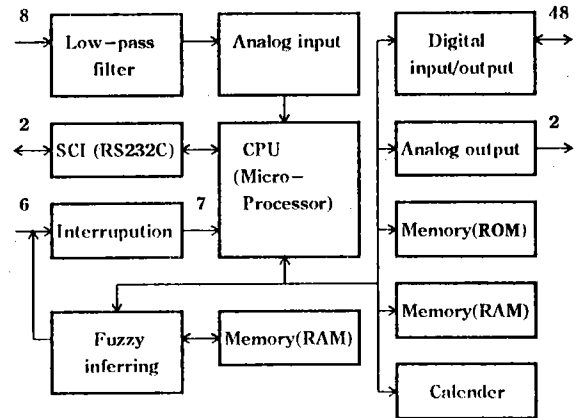 8
Low-pass
filter
Analog input
Digital
input/output
48
2
SCI (RS232C)
CPU
(Micro-
Processor)
Analog output
2
6
Interrupution
7
Memory(ROM)
Fuzzy
inferring
Memory(RAM)
Memory(RAM)
Calender